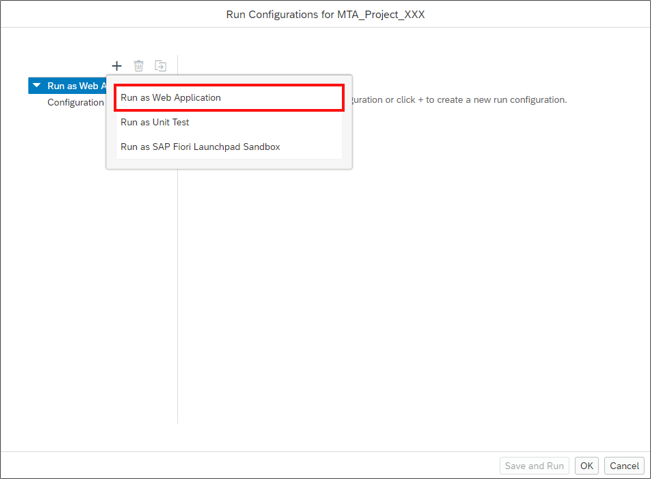 Run Configurations for MTA_Project_XXX
Run as Web A
Configuration
Run as Web Application
Run as Unit Test
Run as SAP Fiori Launchpad Sandbox
guration or click + to create a new run configuration.
Save and Run
OK
Cancel